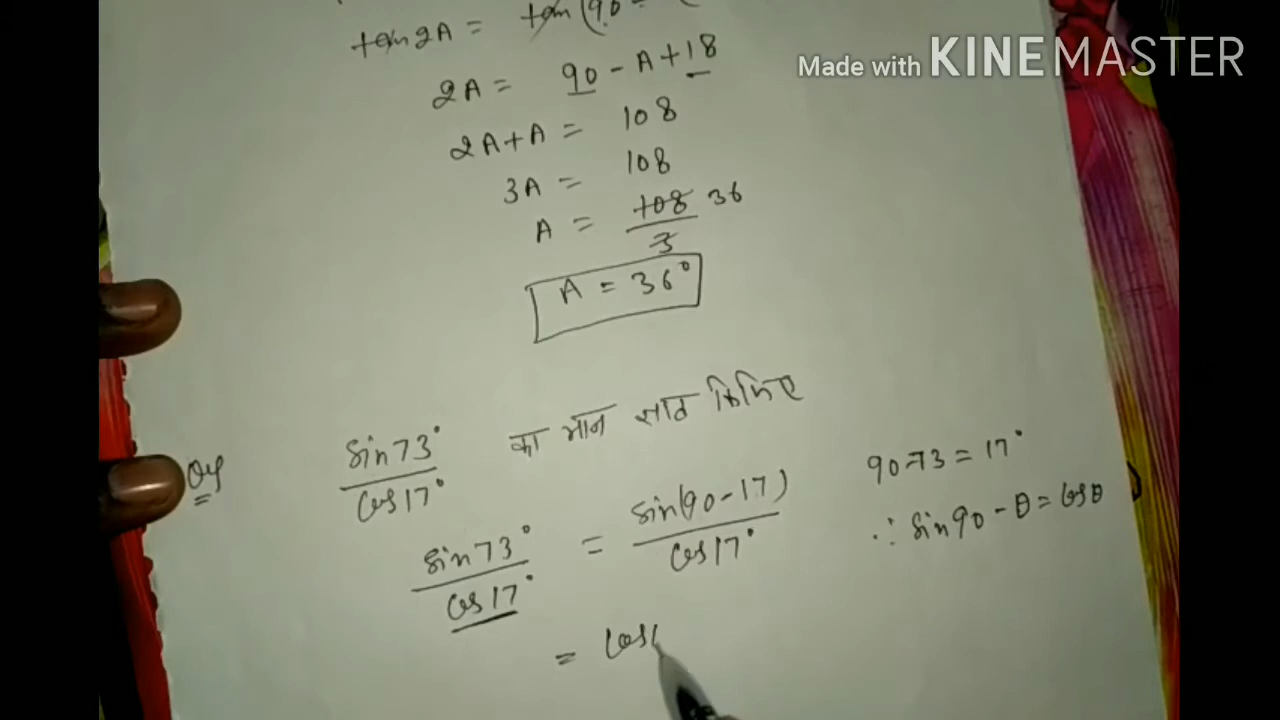 tan2A = tan(90 -
Made with KINEMASTER
2A = 90 - A + 18
2A + A = 108
3A = 108
A = 108/3 36
A = 36°
sin73°/cos17° का मान ज्ञात किजिए
90-73 = 17°
sin73°/cos17° = sin(90-17)/cos17°
∴ sin90 - θ = cosθ
= cos